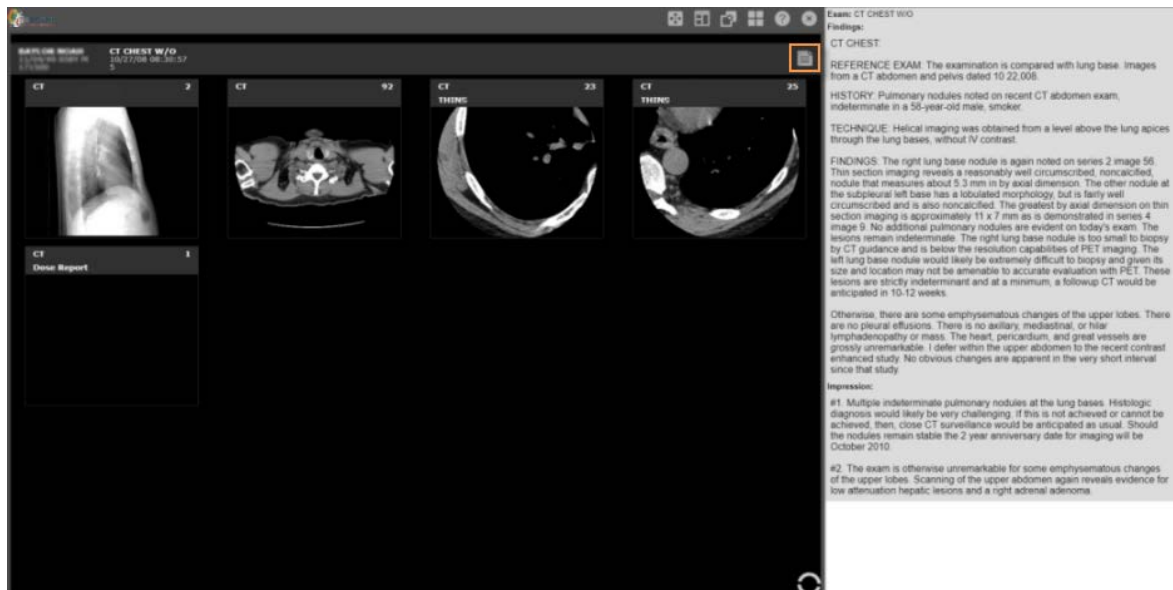 CT CHEST W/O
10/27/08 08:30:57
5
CT 2
CT 92
CT 23
THINS
CT 25
THINS
CT 1
Dose Report
Exam: CT CHEST W/O
Findings:
CT CHEST
REFERENCE EXAM: The examination is compared with lung base. Images
from a CT abdomen and pelvis dated 10 22,008.
HISTORY: Pulmonary nodules noted on recent CT abdomen exam,
indeterminate in a 58-year-old male, smoker.
TECHNIQUE: Helical imaging was obtained from a level above the lung apices
through the lung bases, without IV contrast.
FINDINGS: The right lung base nodule is again noted on series 2 image 56.
Thin section imaging reveals a reasonably well circumscribed, noncalcified,
nodule that measures about 5.3 mm in by axial dimension. The other nodule at
the subpleural left base has a lobulated morphology, but is fairly well
circumscribed and is also noncalcified. The greatest by axial dimension on thin
section imaging is approximately 11 x 7 mm as is demonstrated in series 4
image 9. No additional pulmonary nodules are evident on today's exam. The
lesions remain indeterminate. The right lung base nodule is too small to biopsy
by CT guidance and is below the resolution capabilities of PET imaging. The
left lung base nodule would likely be extremely difficult to biopsy and given its
size and location may not be amenable to accurate evaluation with PET. These
lesions are strictly indeterminant and at a minimum, a followup CT would be
anticipated in 10-12 weeks.
Otherwise, there are some emphysematous changes of the upper lobes. There
are no pleural effusions. There is no axillary, mediastinal, or hilar
lymphadenopathy or mass. The heart, pericardium, and great vessels are
grossly unremarkable. I defer within the upper abdomen to the recent contrast
enhanced study. No obvious changes are apparent in the very short interval
since that study.
Impression:
#1. Multiple indeterminate pulmonary nodules at the lung bases. Histologic
diagnosis would likely be very challenging. If this is not achieved or cannot be
achieved, then, close CT surveillance would be anticipated as usual. Should
the nodules remain stable the 2 year anniversary date for imaging will be
October 2010.
#2. The exam is otherwise unremarkable for some emphysematous changes
of the upper lobes. Scanning of the upper abdomen again reveals evidence for
low attenuation hepatic lesions and a right adrenal adenoma.